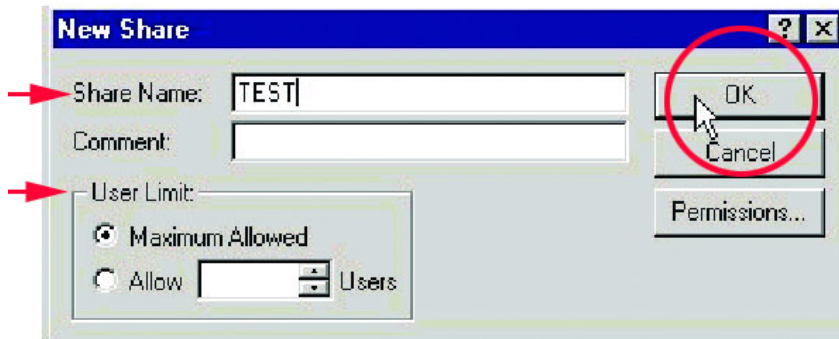 New Share
Share Name: TEST
OK
Comment:
Cancel
User Limit:
Permissions...
Maximum Allowed
Allow Users